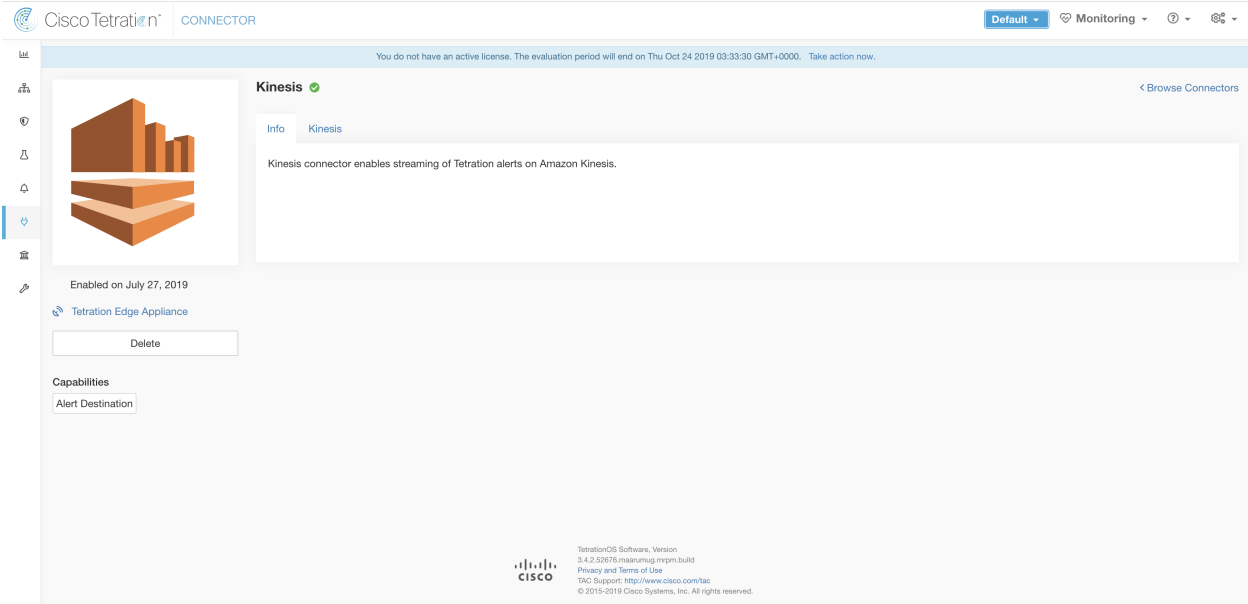 Cisco Tetration™ CONNECTOR Default Monitoring
You do not have an active license. The evaluation period will end on Thu Oct 24 2019 03:33:30 GMT+0000. Take action now.
Kinesis
Browse Connectors
Info Kinesis
Kinesis connector enables streaming of Tetration alerts on Amazon Kinesis.
Enabled on July 27, 2019
Tetration Edge Appliance
Delete
Capabilities
Alert Destination
CISCO
TetrationOS Software, Version
3.4.2.52676.maarumug.mrpm.build
Privacy and Terms of Use
TAC Support: http://www.cisco.com/tac
© 2015-2019 Cisco Systems, Inc. All rights reserved.